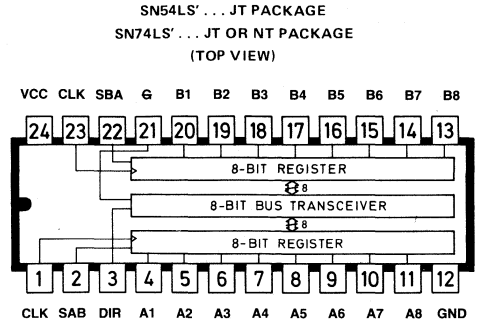 SN54LS'... JT PACKAGE
SN74LS'... JT OR NT PACKAGE
(TOP VIEW)
VCC CLK SBA G B1 B2 B3 B4 B5 B6 B7 B8
24 23 22 21 20 19 18 17 16 15 14 13
8-BIT REGISTER
8
8-BIT BUS TRANSCEIVER
8
8-BIT REGISTER
1 2 3 4 5 6 7 8 9 10 11 12
CLK SAB DIR A1 A2 A3 A4 A5 A6 A7 A8 GND